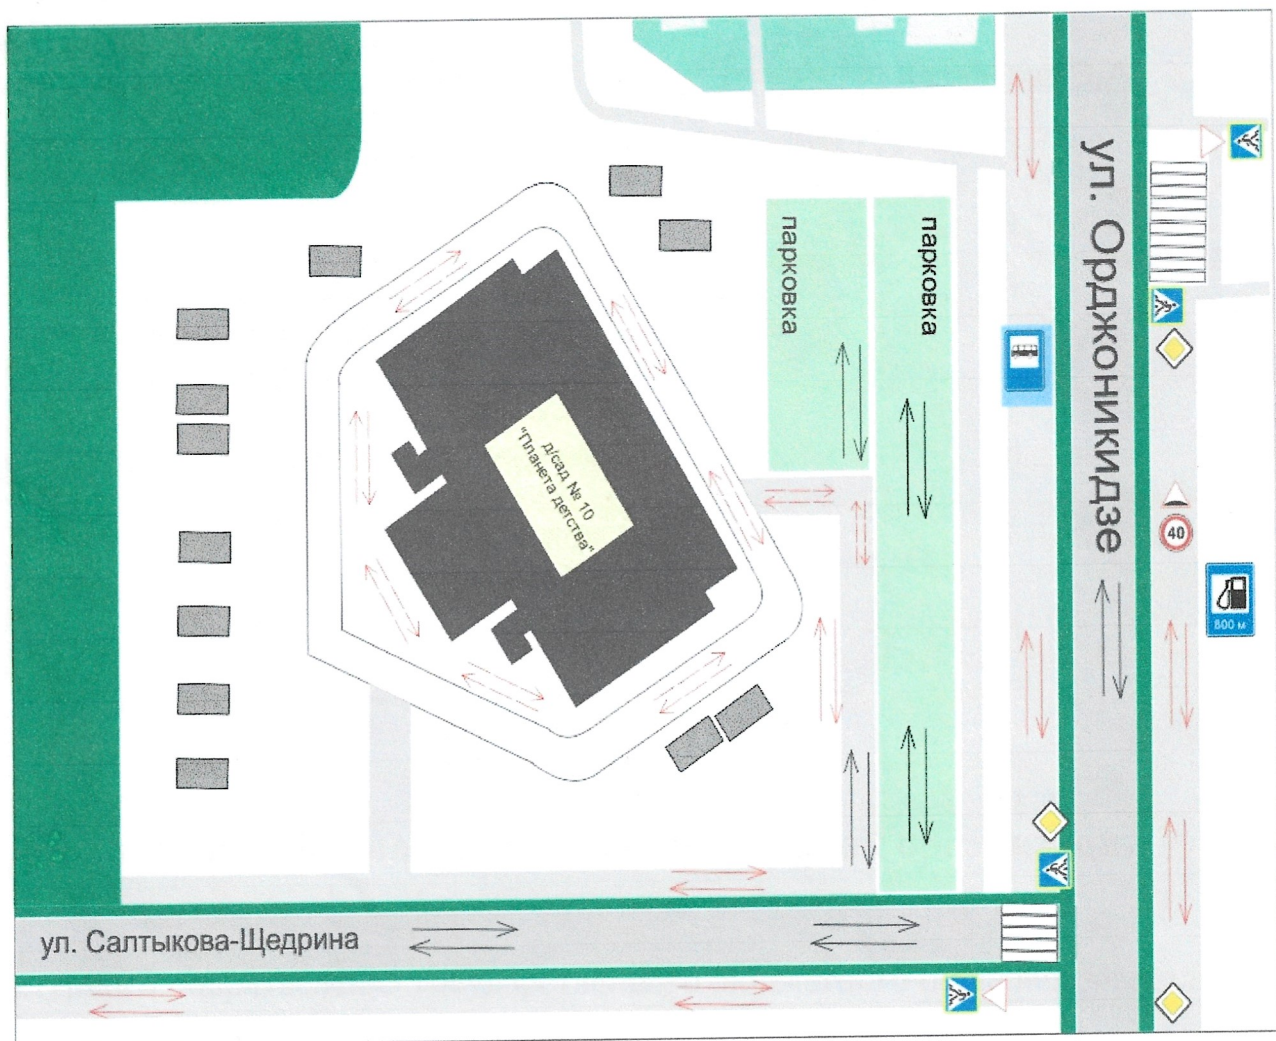 ул. Орджоникидзе
парковка
парковка
д/сад № 10
"Планета детства"
40
800 м
ул. Салтыкова-Щедрина